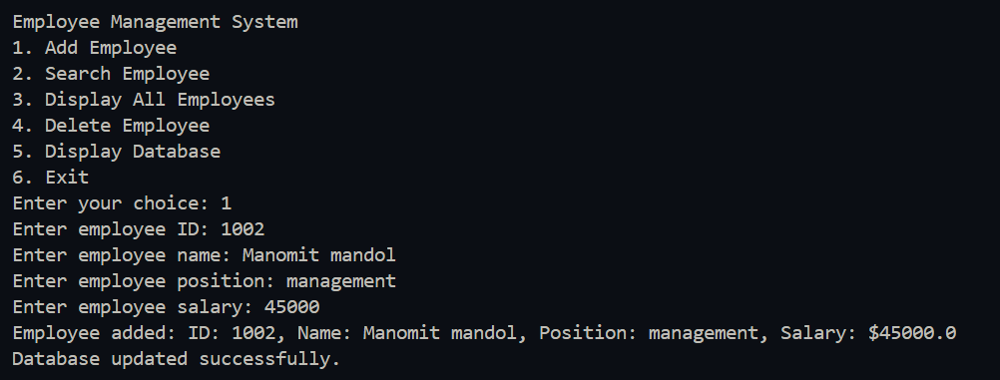 Employee Management System
1. Add Employee
2. Search Employee
3. Display All Employees
4. Delete Employee
5. Display Database
6. Exit
Enter your choice: 1
Enter employee ID: 1002
Enter employee name: Manomit mandol
Enter employee position: management
Enter employee salary: 45000
Employee added: ID: 1002, Name: Manomit mandol, Position: management, Salary: $45000.0
Database updated successfully.